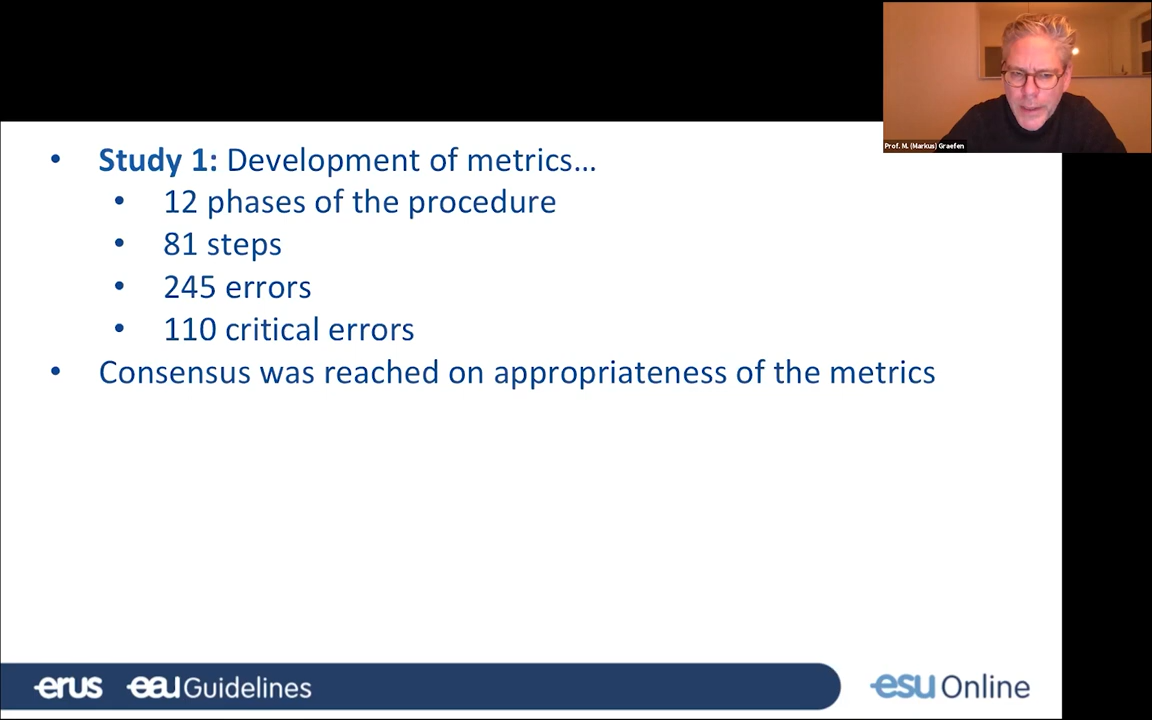 Prof. M. (Markus) Graefen
• Study 1: Development of metrics…
• 12 phases of the procedure
• 81 steps
• 245 errors
• 110 critical errors
• Consensus was reached on appropriateness of the metrics
erus eau Guidelines esu Online